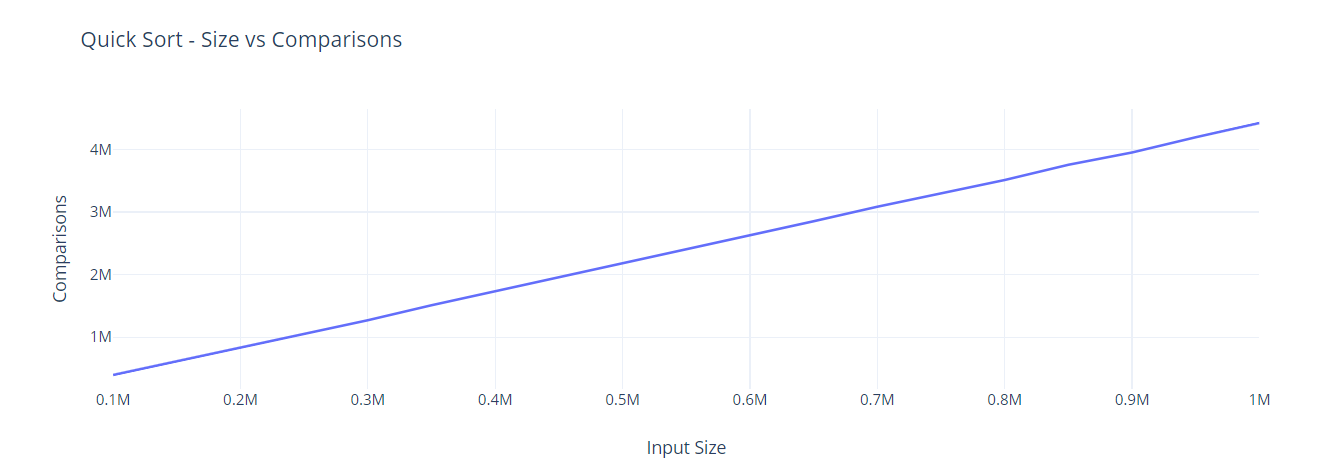 Quick Sort - Size vs Comparisons
Comparisons
4M
3M
2M
1M
0.1M 0.2M 0.3M 0.4M 0.5M 0.6M 0.7M 0.8M 0.9M 1M
Input Size